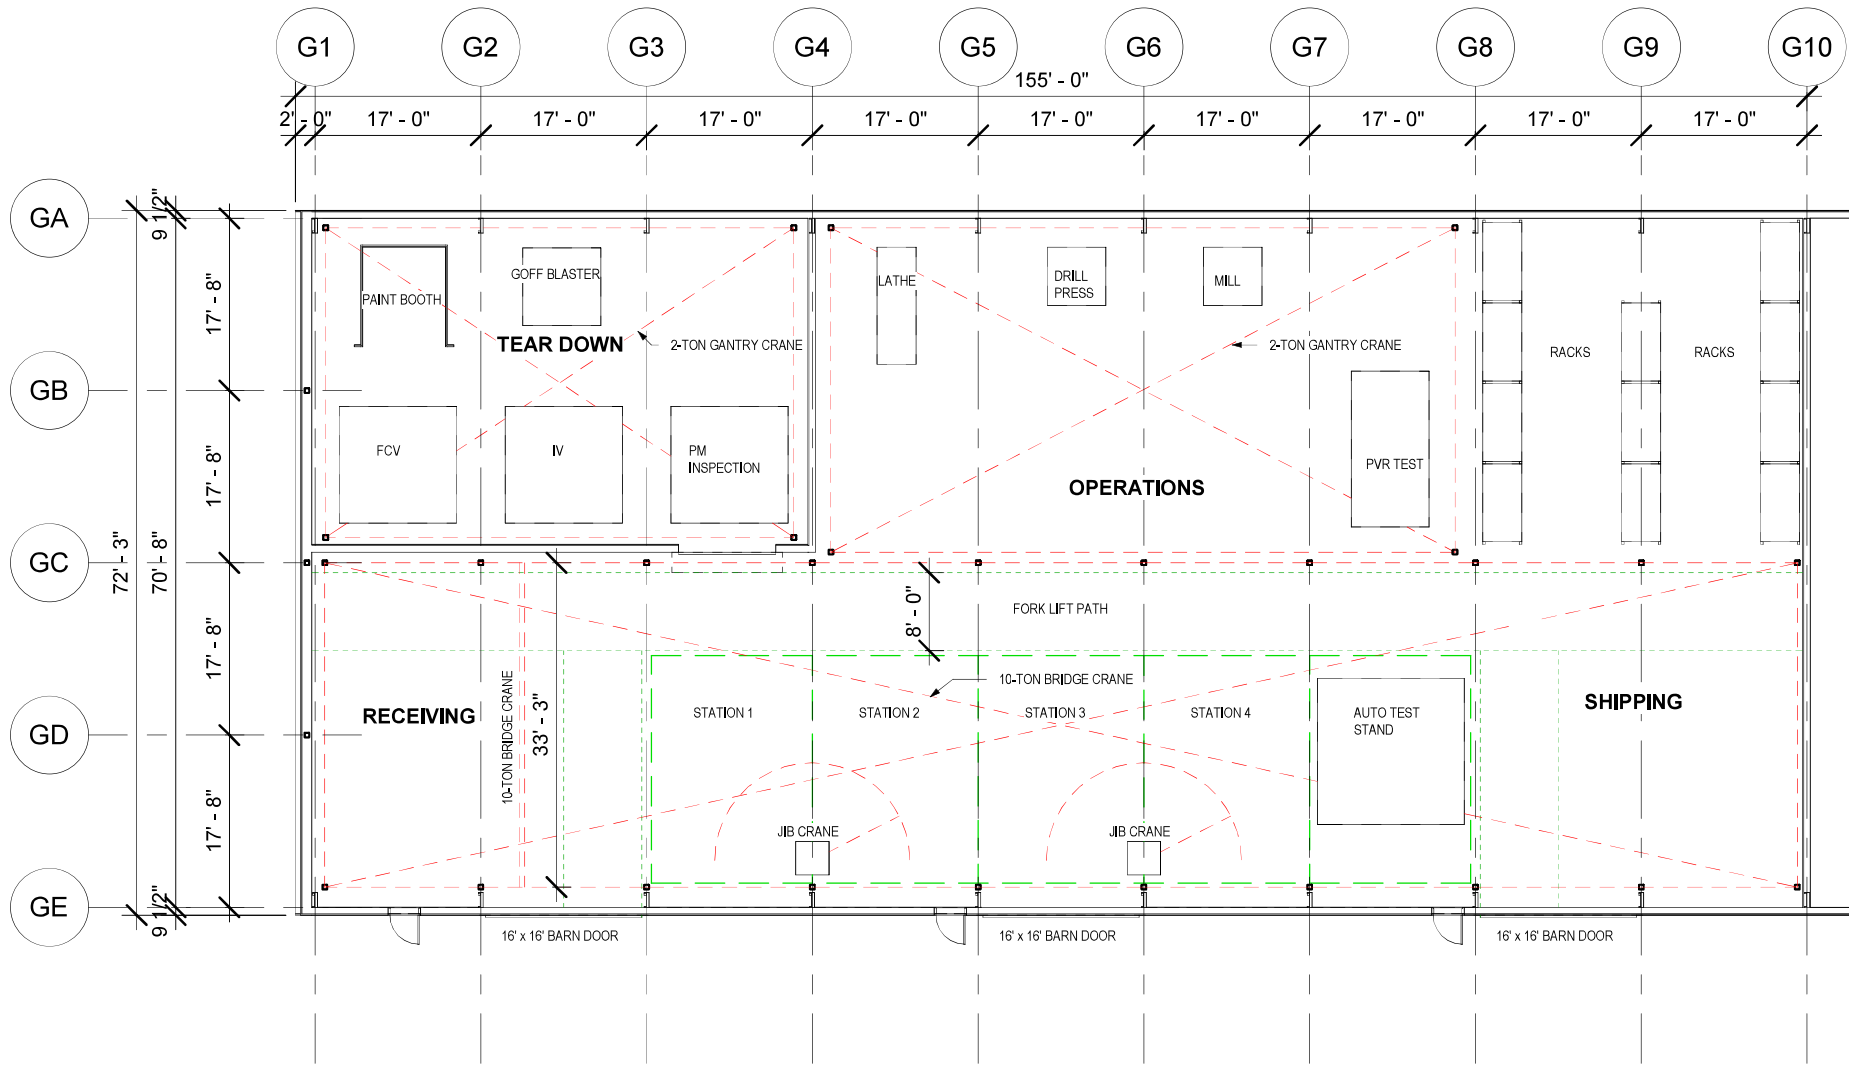 G1 G2 G3 G4 G5 G6 G7 G8 G9 G10
155' - 0"
2' - 0" 17' - 0" 17' - 0" 17' - 0" 17' - 0" 17' - 0" 17' - 0" 17' - 0" 17' - 0" 17' - 0"
GA
GB
GC
GD
GE
72' - 3"
9 1/2"
70' - 8"
9 1/2"
17' - 8"
17' - 8"
17' - 8"
17' - 8"
PAINT BOOTH
GOFF BLASTER
TEAR DOWN
2-TON GANTRY CRANE
FCV
IV
PM
INSPECTION
LATHE
DRILL
PRESS
MILL
2-TON GANTRY CRANE
PVR TEST
OPERATIONS
RACKS
RACKS
FORK LIFT PATH
8' - 0"
10-TON BRIDGE CRANE
RECEIVING
10-TON BRIDGE CRANE
33' - 3"
STATION 1
STATION 2
STATION 3
STATION 4
AUTO TEST
STAND
SHIPPING
JIB CRANE
JIB CRANE
16' x 16' BARN DOOR
16' x 16' BARN DOOR
16' x 16' BARN DOOR